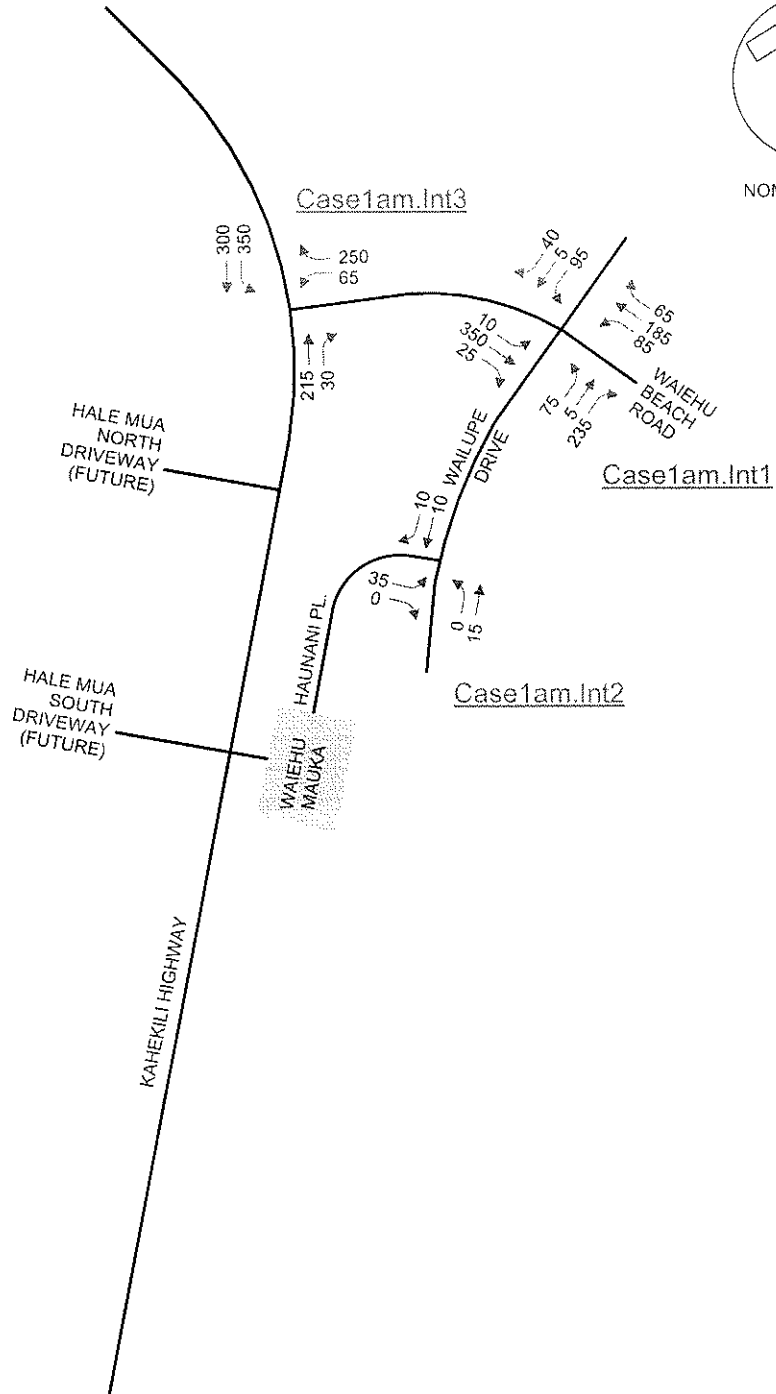 NO
Case1am.Int3
300
350
250
65
215
30
40
5
95
10
350
25
65
185
85
75
5
235
WAIEHU
BEACH
ROAD
Case1am.Int1
HALE MUA
NORTH
DRIVEWAY
(FUTURE)
WAILUPE
DRIVE
10
10
35
0
0
15
HAUNANI PL.
Case1am.Int2
HALE MUA
SOUTH
DRIVEWAY
(FUTURE)
WAIEHU
MAUKA
KAHEKILI HIGHWAY